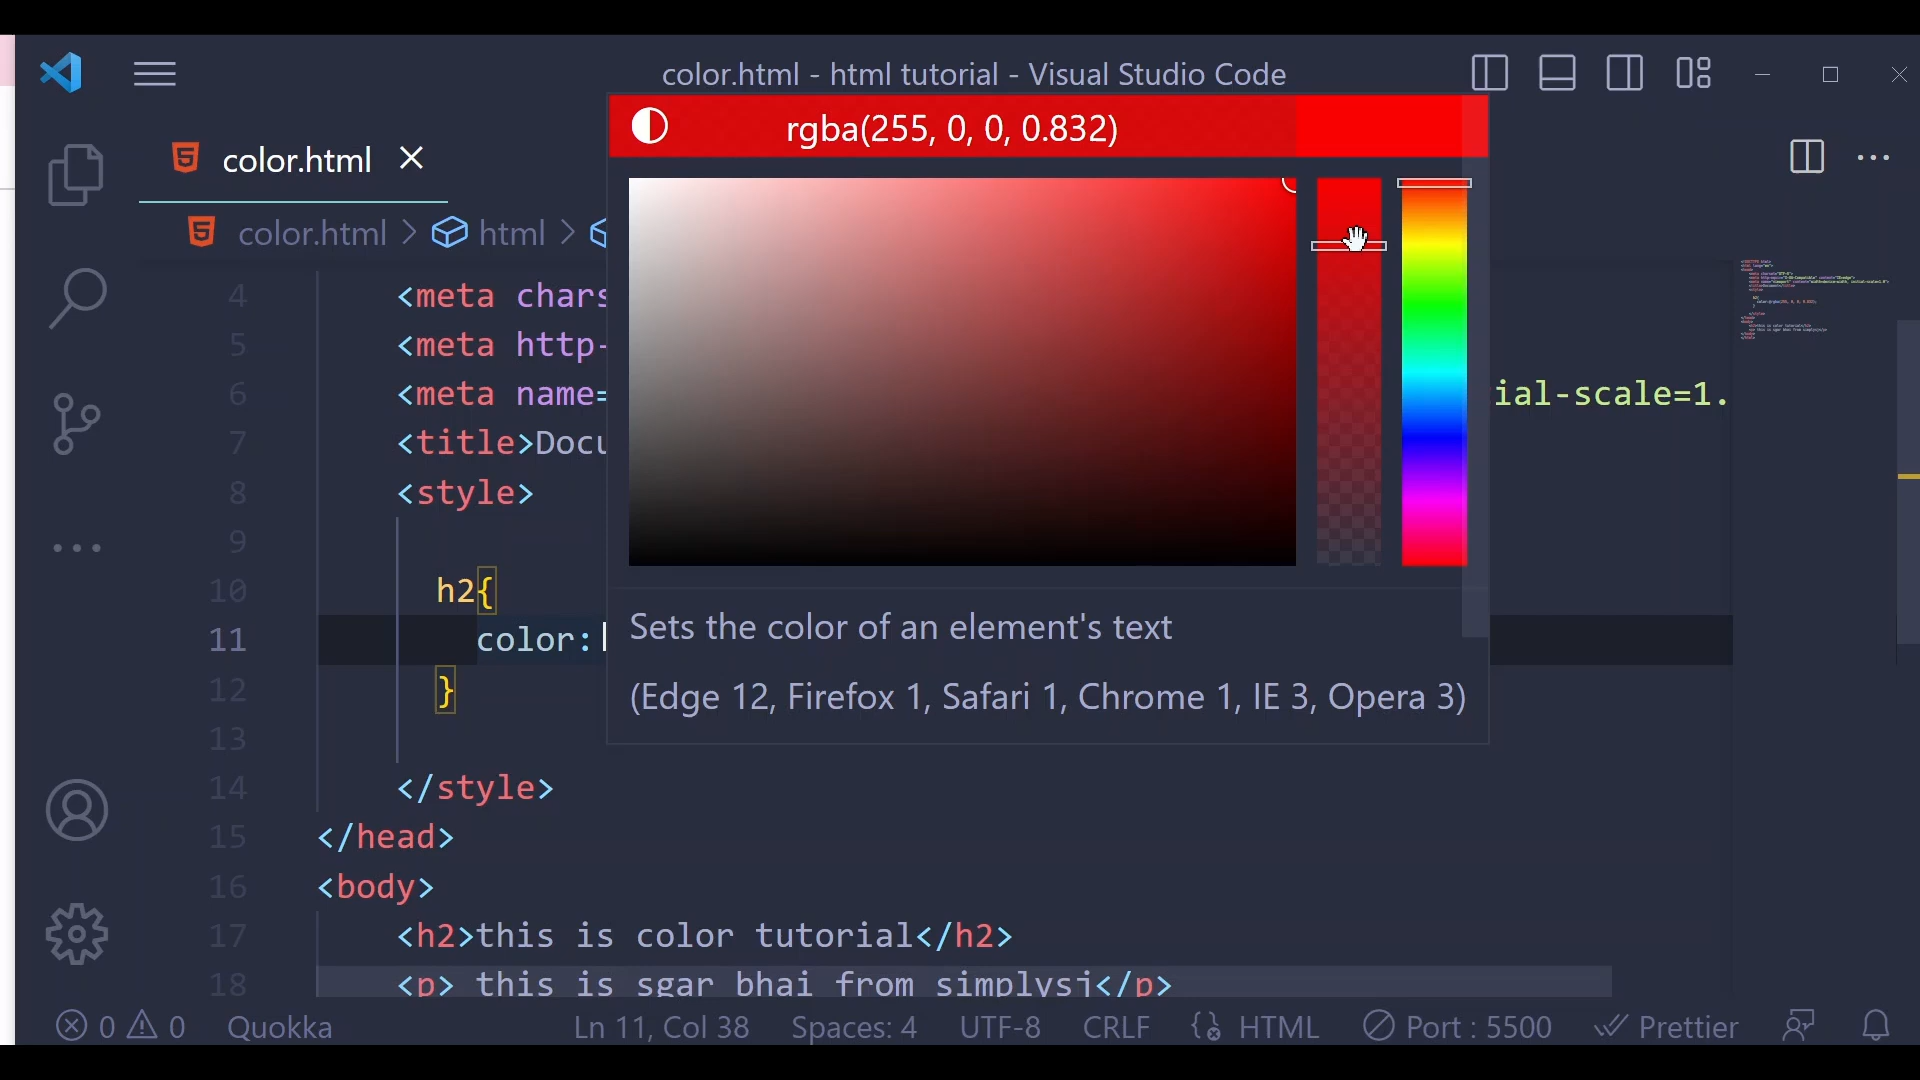 color.html - html tutorial - Visual Studio Code
rgba(255, 0, 0, 0.832)
color.html
color.html > html >
4 <meta chars
5 <meta http-
6 <meta name= ial-scale=1.
7 <title>Docu
8 <style>
9
10 h2{
11 color:
12 }
13
14 </style>
15 </head>
16 <body>
17 <h2>this is color tutorial</h2>
18 <p> this is sgar bhai from simplysj</p>
Sets the color of an element's text
(Edge 12, Firefox 1, Safari 1, Chrome 1, IE 3, Opera 3)
0 0 Quokka Ln 11, Col 38 Spaces: 4 UTF-8 CRLF HTML Port : 5500 Prettier